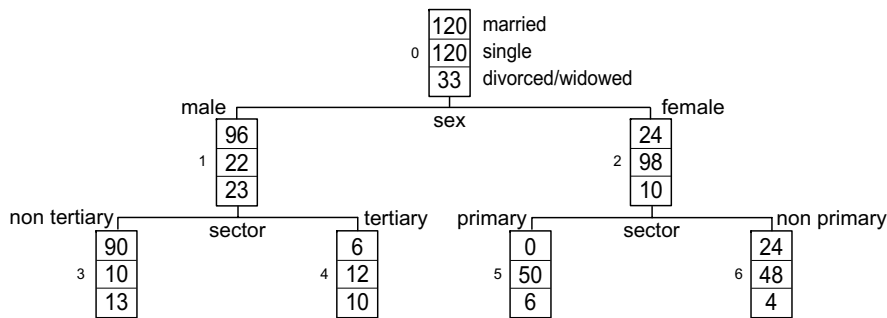 120 married
0 120 single
33 divorced/widowed
male female
sex
96 24
1 22 2 98
23 10
non tertiary tertiary primary non primary
sector sector
90 6 0 24
3 10 4 12 5 50 6 48
13 10 6 4